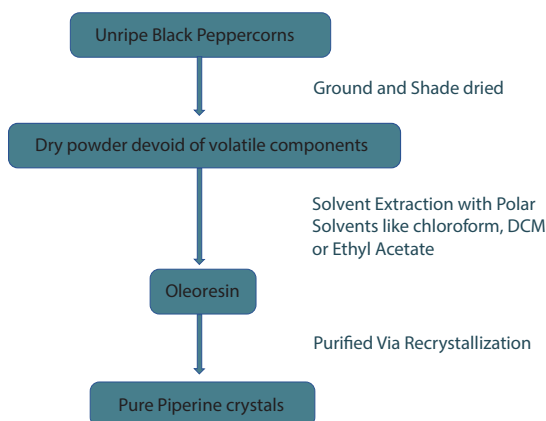 Unripe Black Peppercorns
Ground and Shade dried
Dry powder devoid of volatile components
Solvent Extraction with Polar
Solvents like chloroform, DCM
or Ethyl Acetate
Oleoresin
Purified Via Recrystallization
Pure Piperine crystals